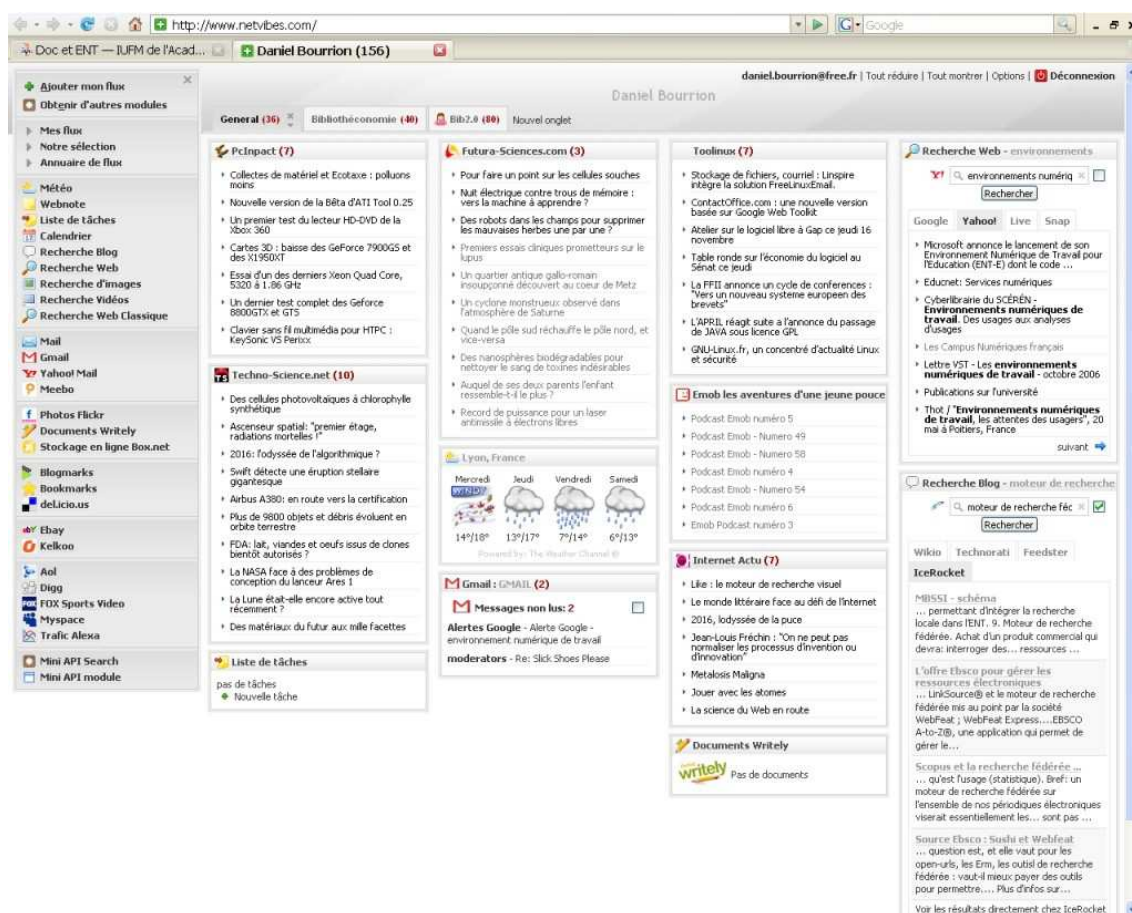 http://www.netvibes.com/
Google
Doc et ENT — IUFM de l'Acad...
Daniel Bourrion (156)
daniel.bourrion@free.fr | Tout réduire | Tout montrer | Options | Déconnexion
Daniel Bourrion
Ajouter mon flux
Obtenir d'autres modules
Mes flux
Notre sélection
Annuaire de flux
Météo
Webnote
Liste de tâches
Calendrier
Recherche Blog
Recherche Web
Recherche d'images
Recherche Vidéos
Recherche Web Classique
Mail
Gmail
Yahoo! Mail
Meebo
Photos Flickr
Documents Writely
Stockage en ligne Box.net
Blogmarks
Bookmarks
del.icio.us
Ebay
Kelkoo
Aol
Digg
FOX Sports Video
Myspace
Trafic Alexa
Mini API Search
Mini API module
General (36)
Bibliothéconomie (40)
Bib2.0 (80)
Nouvel onglet
PcInpact (7)
Collectes de matériel et Ecotaxe : polluons
moins
Nouvelle version de la Bêta d'ATI Tool 0.25
Un premier test du lecteur HD-DVD de la
Xbox 360
Cartes 3D : baisse des GeForce 7900GS et
des X1950XT
Essai d'un des derniers Xeon Quad Core,
5320 à 1.86 GHz
Un dernier test complet des Geforce
8800GTX et GTS
Clavier sans fil multimédia pour HTPC :
KeySonic VS Perixx
Techno-Science.net (10)
Des cellules photovoltaïques à chlorophylle
synthétique
Ascenseur spatial: "premier étage,
radiations mortelles !"
2016: l'odyssée de l'algorithmique ?
Swift détecte une éruption stellaire
gigantesque
Airbus A380: en route vers la certification
Plus de 9800 objets et débris évoluent en
orbite terrestre
FDA: lait, viandes et oeufs issus de clones
bientôt autorisés ?
La NASA face à des problèmes de
conception du lanceur Ares 1
La Lune était-elle encore active tout
récemment ?
Des matériaux du futur aux mille facettes
Liste de tâches
pas de tâches
Nouvelle tâche
Futura-Sciences.com (3)
Pour faire un point sur les cellules souches
Nuit électrique contre trous de mémoire :
vers la machine à apprendre ?
Des robots dans les champs pour supprimer
les mauvaises herbes une par une ?
Premiers essais cliniques prometteurs sur le
lupus
Un quartier antique gallo-romain
insoupçonné découvert au coeur de Metz
Un cyclone monstrueux observé dans
l'atmosphère de Saturne
Quand le pôle sud réchauffe le pôle nord, et
vice-versa
Des nanosphères biodégradables pour
nettoyer le sang de toxines indésirables
Auquel de ses deux parents l'enfant
ressemble-t-il le plus ?
Record de puissance pour un laser
antimissile à électrons libres
Lyon, France
Mercredi Jeudi Vendredi Samedi
WINDY
14°/18° 13°/17° 7°/14° 6°/13°
Powered by: The Weather Channel ®
Gmail : GMAIL (2)
Messages non lus: 2
Alertes Google - Alerte Google -
environnement numérique de travail
moderators - Re: Slick Shoes Please
Toolinux (7)
Stockage de fichiers, courriel : Linspire
intègre la solution FreeLinuxEmail.
ContactOffice.com : une nouvelle version
basée sur Google Web Toolkit
Atelier sur le logiciel libre à Gap ce jeudi 16
novembre
Table ronde sur l'économie du logiciel au
Sénat ce jeudi
La FFII annonce un cycle de conferences :
"Vers un nouveau systeme europeen des
brevets"
L'APRIL réagit suite a l'annonce du passage
de JAVA sous licence GPL
GNU-Linux.fr, un concentré d'actualité Linux
et sécurité
Emob les aventures d'une jeune pouce
Podcast Emob numéro 5
Podcast Emob - Numero 49
Podcast Emob - Numero 58
Podcast Emob numéro 4
Podcast Emob - Numero 54
Podcast Emob numéro 6
Emob Podcast numéro 3
Internet Actu (7)
Like : le moteur de recherche visuel
Le monde littéraire face au défi de l'internet
2016, lodyssée de la puce
Jean-Louis Fréchin : "On ne peut pas
normaliser les processus d'invention ou
d'innovation"
Metalosis Maligna
Jouer avec les atomes
La science du Web en route
Documents Writely
writely Pas de documents
Recherche Web - environnements
environnements numériq
Rechercher
Google Yahoo! Live Snap
Microsoft annonce le lancement de son
Environnement Numérique de Travail pour
l'Education (ENT-E) dont le code ...
Educnet: Services numériques
Cyberlibrairie du SCÉRÉN -
Environnements numériques de
travail. Des usages aux analyses
d'usages
Les Campus Numériques français
Lettre VST - Les environnements
numériques de travail - octobre 2006
Publications sur l'université
Thot / "Environnements numériques
de travail, les attentes des usagers", 20
mai à Poitiers, France
suivant
Recherche Blog - moteur de recherche
moteur de recherche féc
Rechercher
Wikio Technorati Feedster
IceRocket
MBSSI - schéma
... permettant d'intégrer la recherche
locale dans l'ENT. 9. Moteur de recherche
fédérée. Achat d'un produit commercial qui
devra: interroger des... ressources ...
L'offre Ebsco pour gérer les
ressources électroniques
... LinkSource® et le moteur de recherche
fédérée mis au point par la société
WebFeat ; WebFeat Express....EBSCO
A-to-Z®, une application qui permet de
gérer le...
Scopus et la recherche fédérée ...
... qu'est l'usage (statistique). Bref: un
moteur de recherche fédérée sur
l'ensemble de nos périodiques électroniques
viserait essentiellement les... sont pas ...
Source Ebsco : Sushi et Webfeat
... question est, et elle vaut pour les
open-urls, les Erm, les outisl de recherche
fédérée : vaut-il mieux payer des outils
pour permettre.... Plus d'infos sur...
Voir les résultats directement chez IceRocket